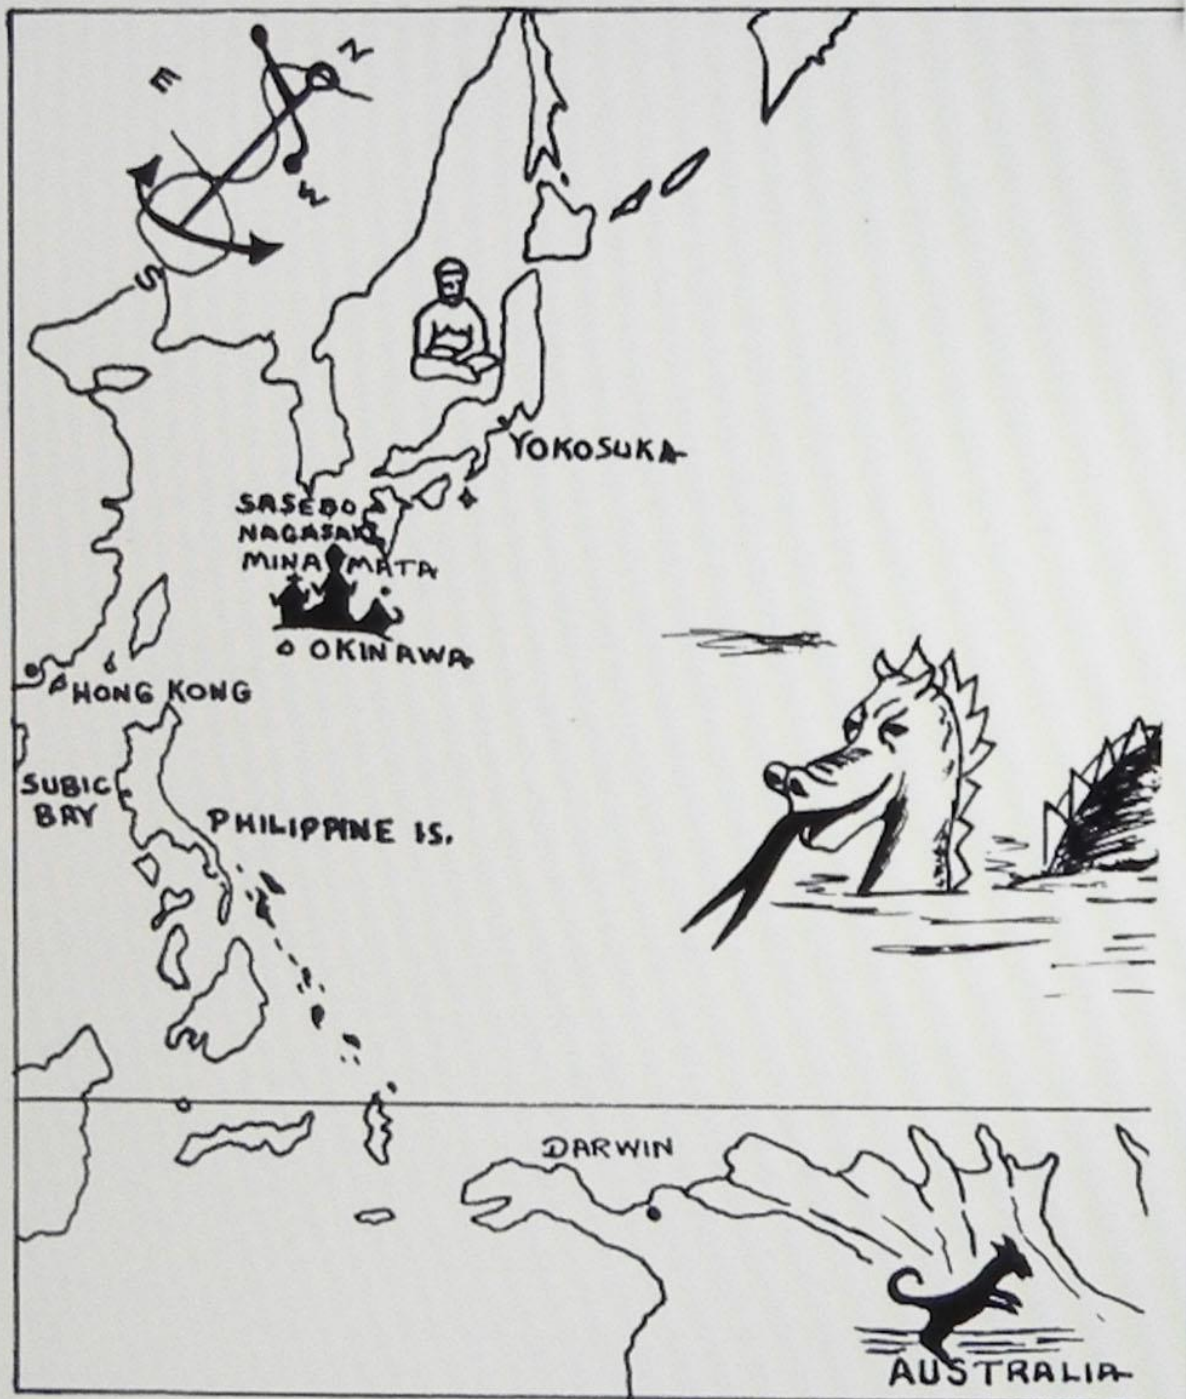 N
E
W
S
YOKOSUKA
SASEBO
NAGASAKI
MINAMATA
OKINAWA
HONG KONG
SUBIC
BAY
PHILIPPINE IS.
DARWIN
AUSTRALIA